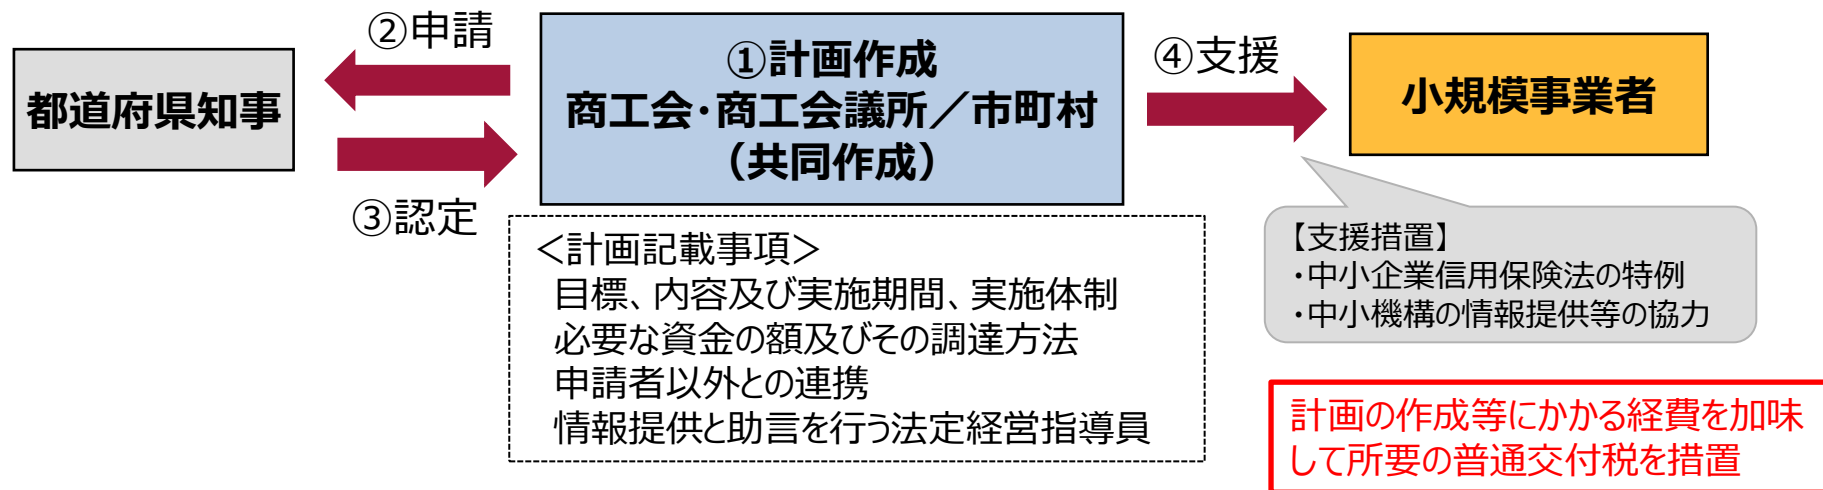 ②申請
都道府県知事
③認定
①計画作成
商工会・商工会議所／市町村
（共同作成）
④支援
小規模事業者
＜計画記載事項＞
目標、内容及び実施期間、実施体制
必要な資金の額及びその調達方法
申請者以外との連携
情報提供と助言を行う法定経営指導員
【支援措置】
・中小企業信用保険法の特例
・中小機構の情報提供等の協力
計画の作成等にかかる経費を加味
して所要の普通交付税を措置